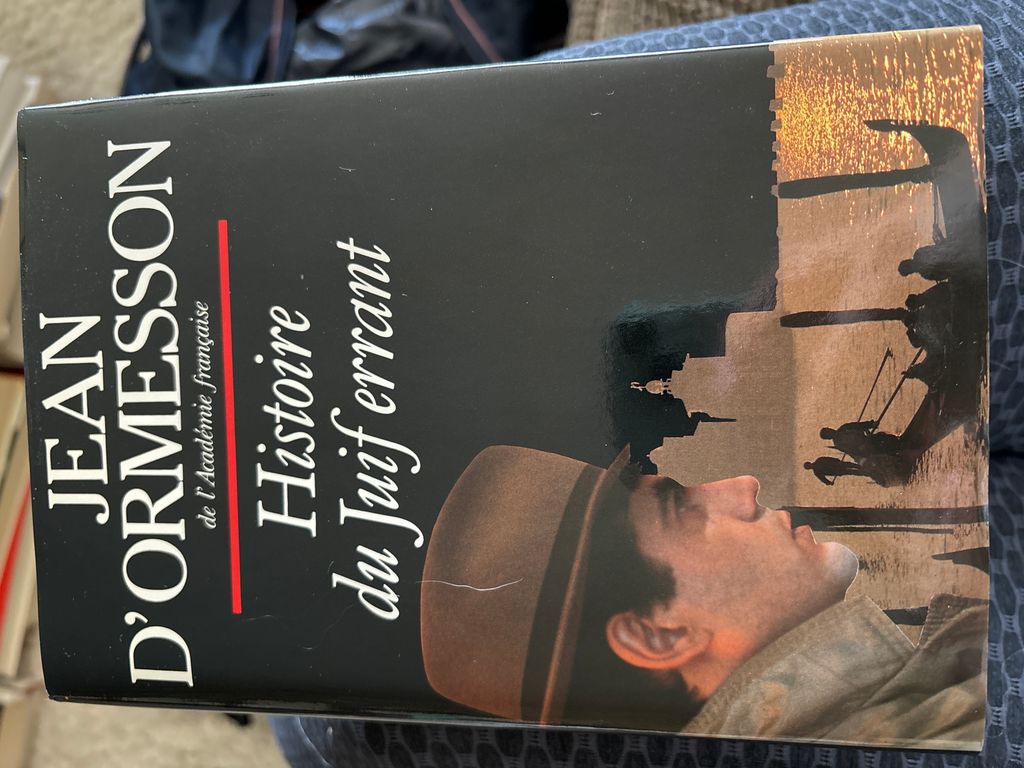 JEAN
D'ORMESSON
de l'Académie française
Histoire
du Juif errant